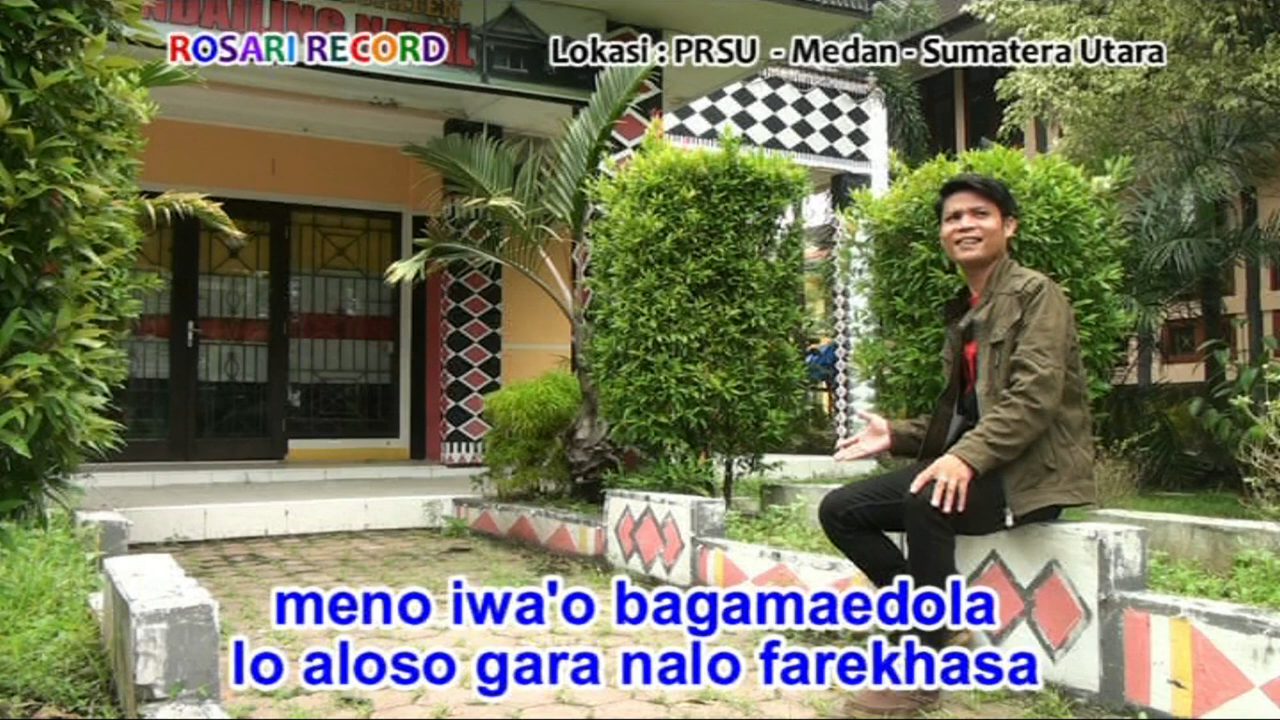 ROSARI RECORD
Lokasi : PRSU - Medan - Sumatera Utara
meno iwa'o bagamaedola
lo aloso gara nalo farekhasa